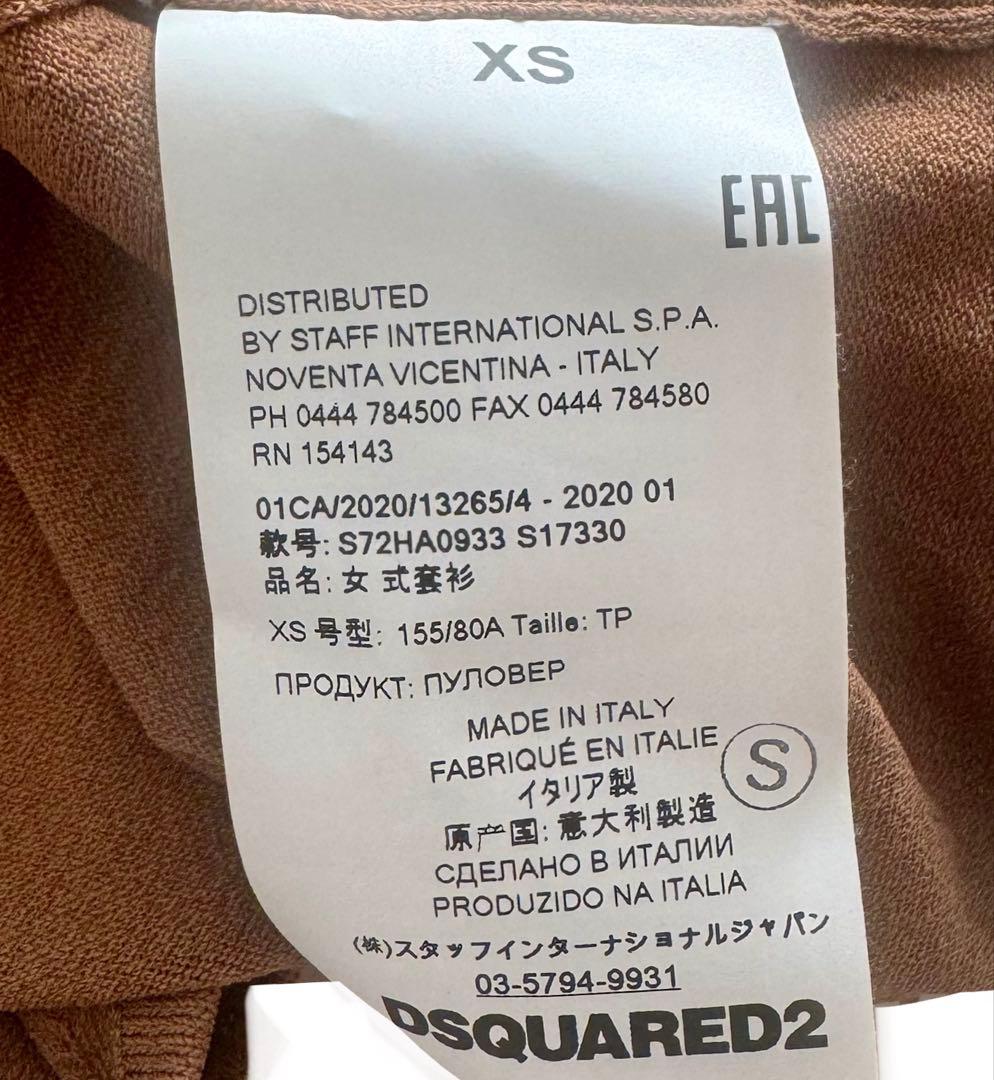 XS
EAC
DISTRIBUTED
BY STAFF INTERNATIONAL S.P.A.
NOVENTA VICENTINA - ITALY
PH 0444 784500 FAX 0444 784580
RN 154143
01CA/2020/13265/4 - 2020 01
款号: S72HA0933 S17330
品名: 女 式套衫
XS 号型: 155/80A Taille: TP
ПРОДУКТ: ПУЛОВЕР
MADE IN ITALY
FABRIQUÉ EN ITALIE
S
イタリア製
原产国: 意大利製造
СДЕЛАНО В ИТАЛИИ
PRODUZIDO NA ITALIA
(株)スタッフインターナショナルジャパン
03-5794-9931
DSQUARED2